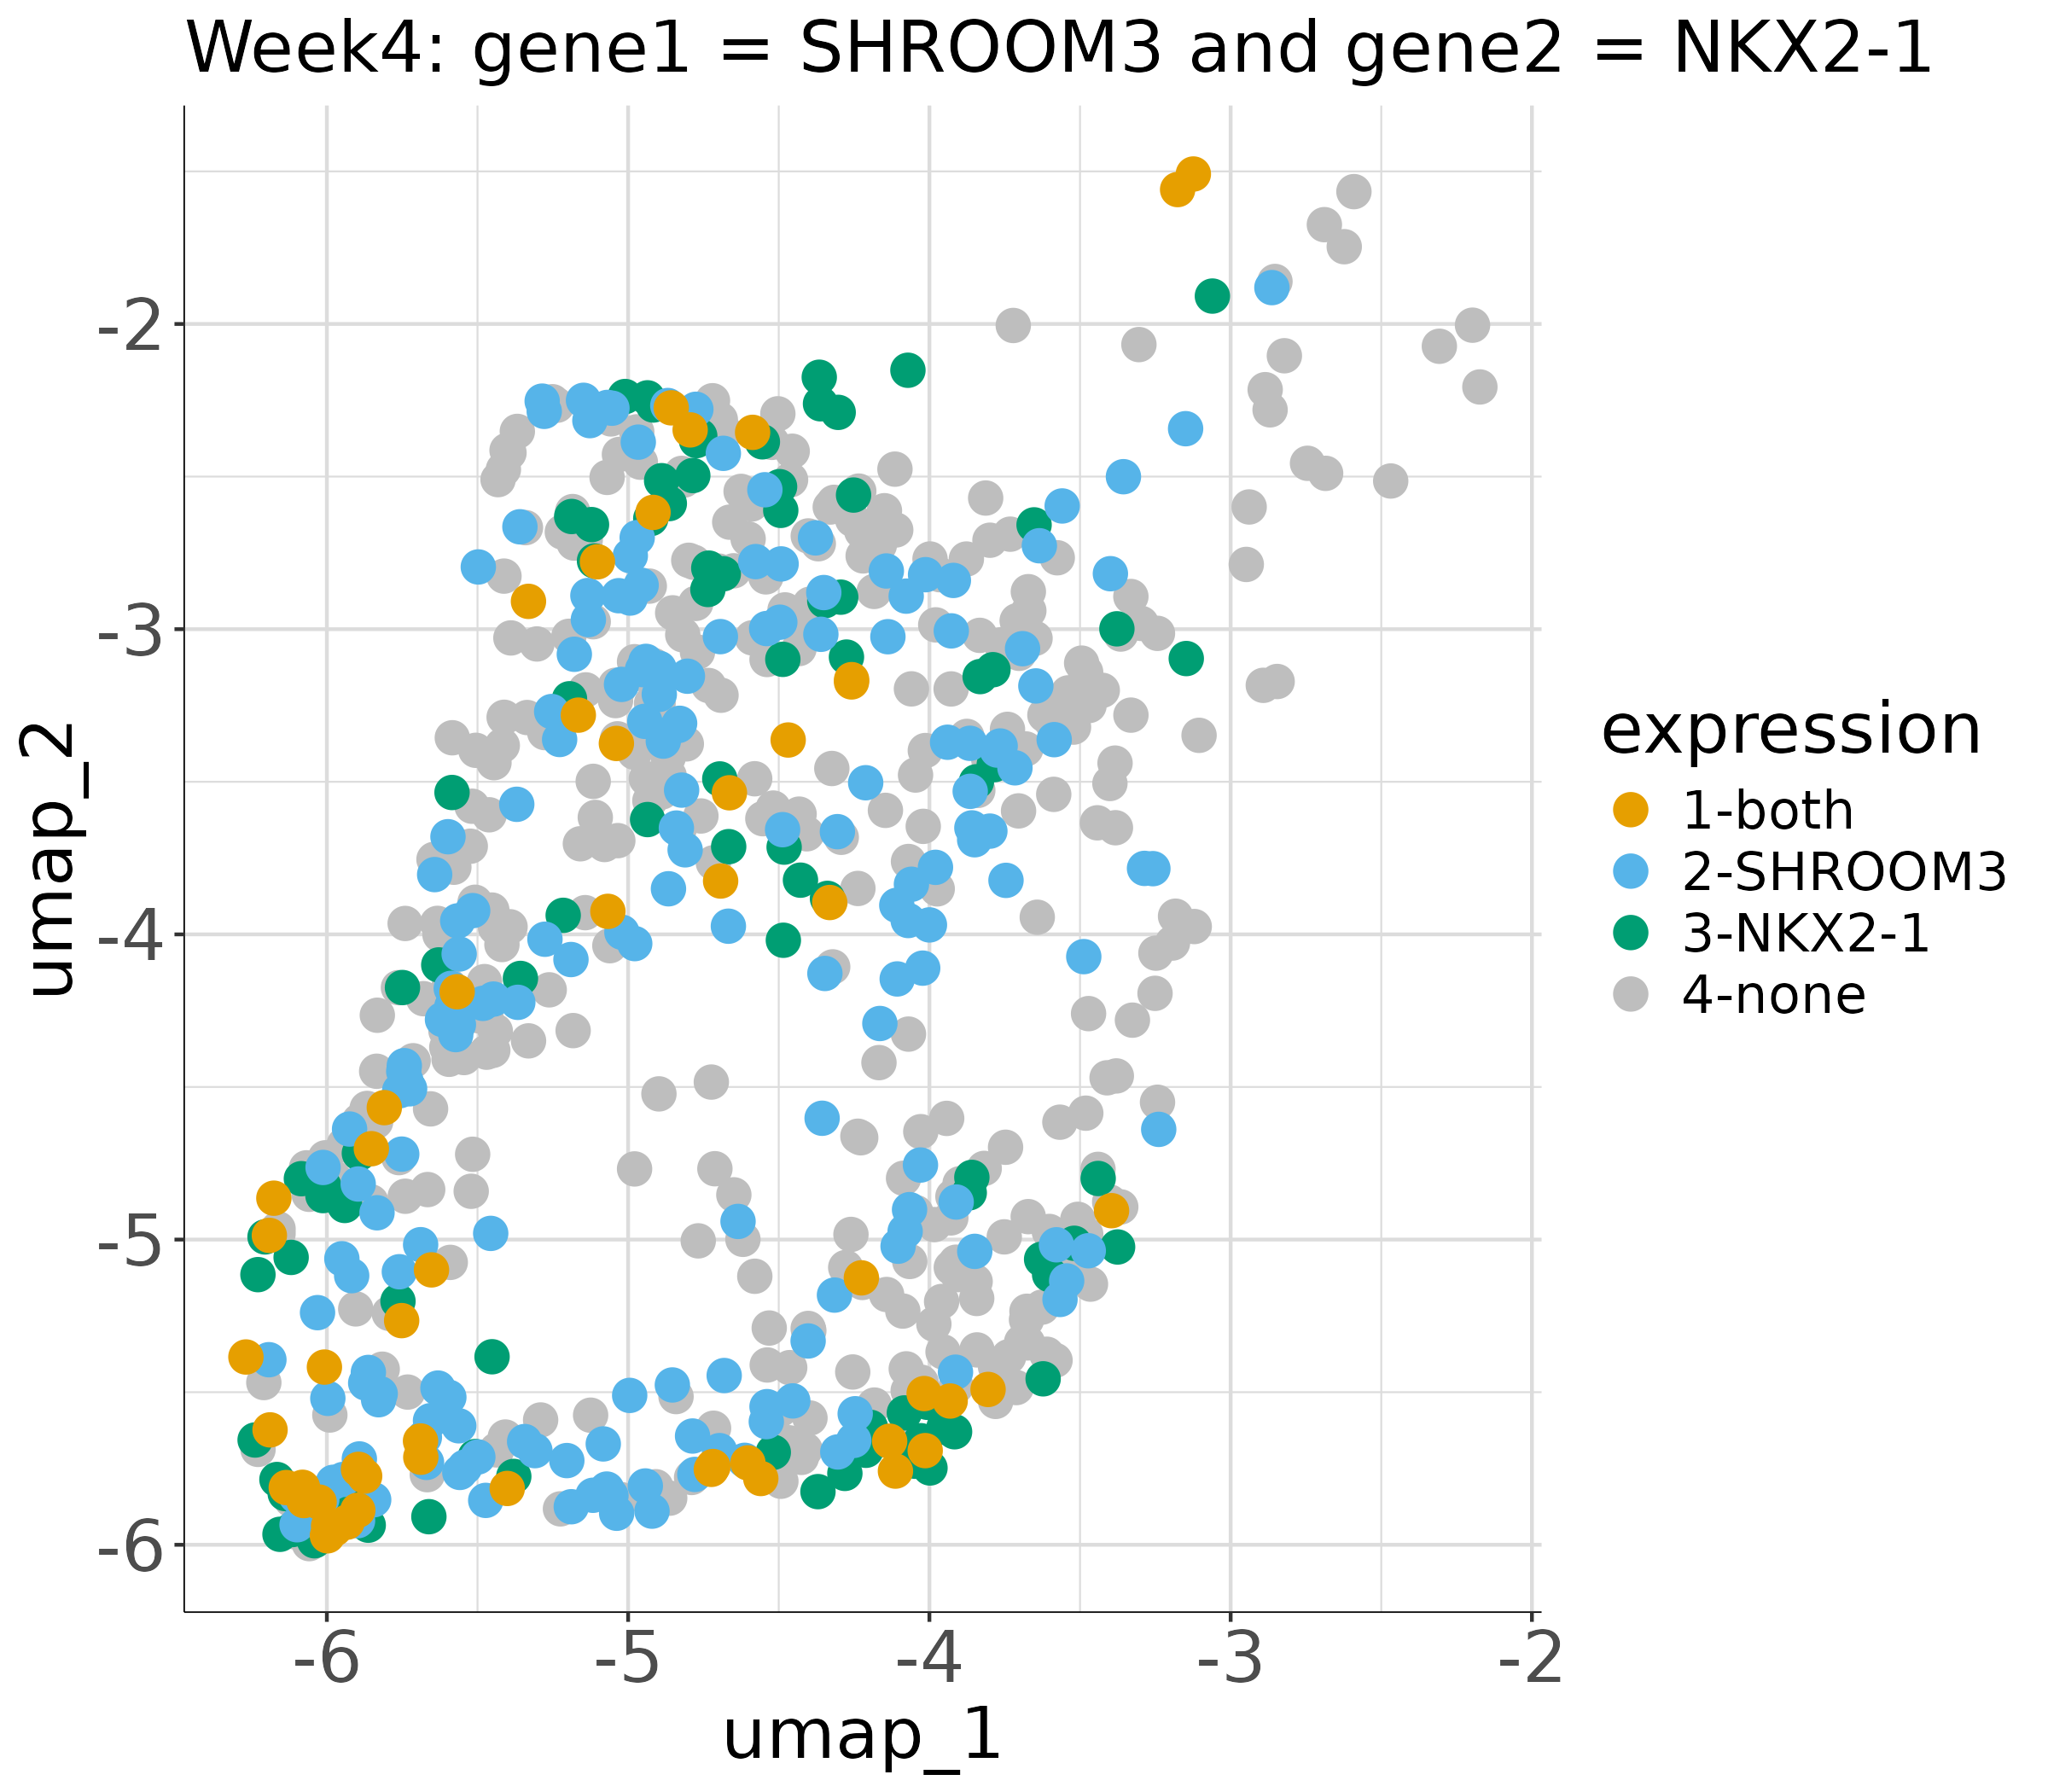 Week4: gene1 = SHROOM3 and gene2 = NKX2-1
umap_2
-2
-3
-4
-5
-6
-6 -5 -4 -3 -2
umap_1
expression
1-both
2-SHROOM3
3-NKX2-1
4-none